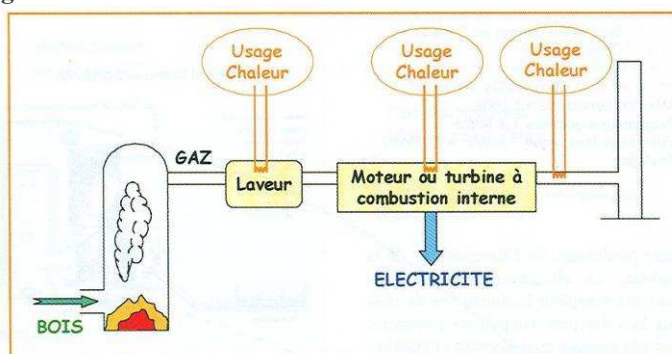 Usage
Chaleur
Usage
Chaleur
Usage
Chaleur
GAZ
Laveur
Moteur ou turbine à
combustion interne
ELECTRICITE
BOIS